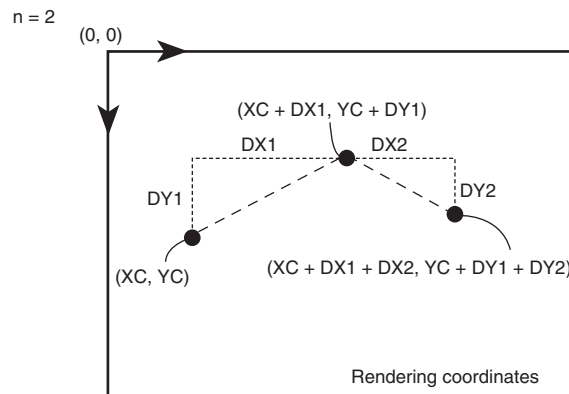 n = 2
(0, 0)
(XC + DX1, YC + DY1)
DX1
DX2
DY1
DY2
(XC, YC)
(XC + DX1 + DX2, YC + DY1 + DY2)
Rendering coordinates